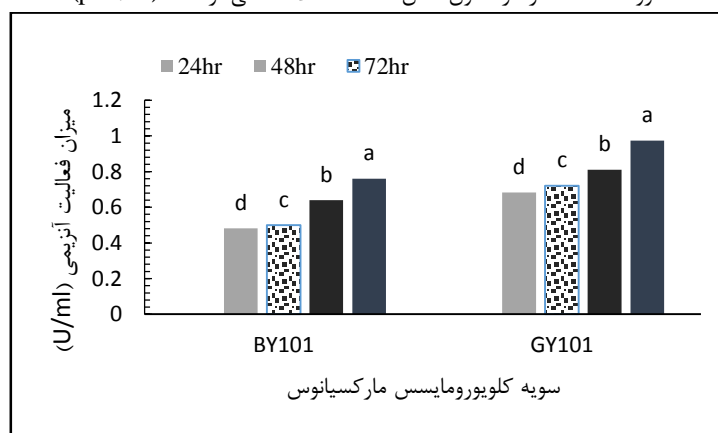 24hr 48hr 72hr
1.2
1
0.8
0.6
0.4
0.2
0
میزان فعالیت آنزیمی (U/ml)
d c b a
d c b a
BY101 GY101
سویه کلویورومایسس مارکسیانوس